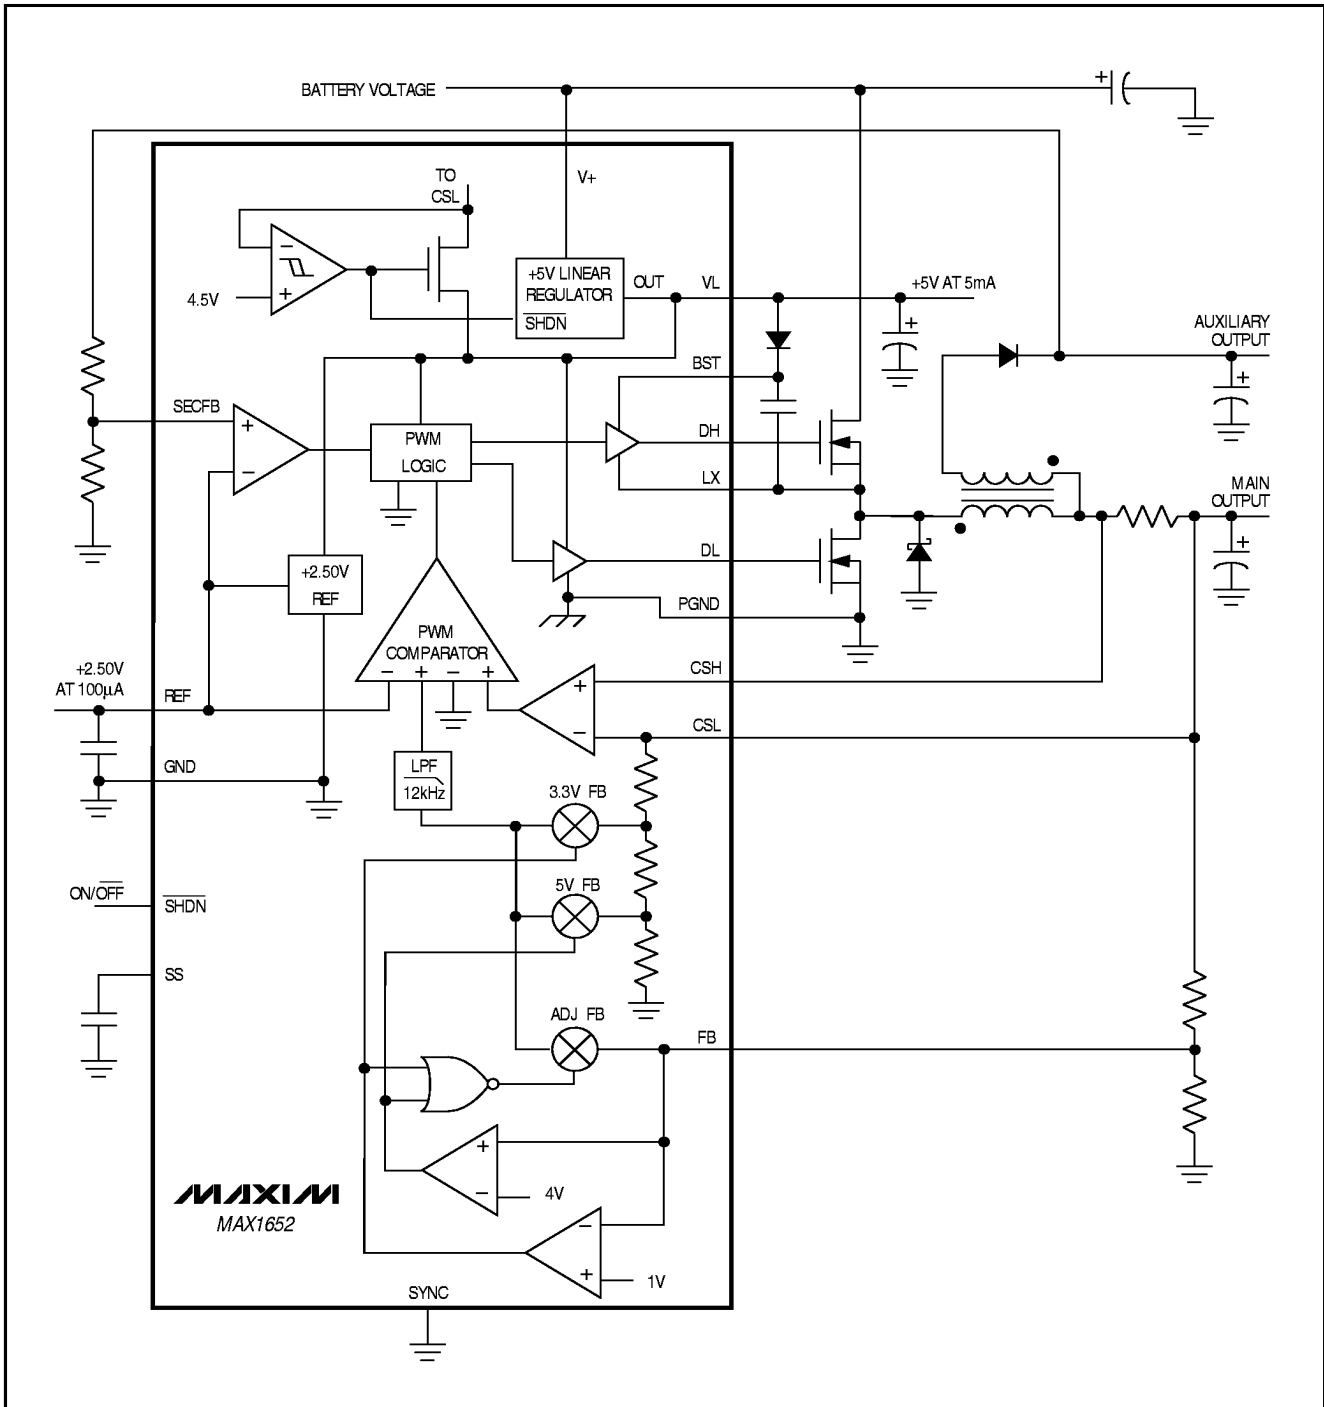 BATTERY VOLTAGE
+
TO
CSL
V+
−
4.5V
+
+5V LINEAR
REGULATOR
SHDN
OUT
VL
+5V AT 5mA
+
AUXILIARY
OUTPUT
+
BST
SECFB
+
−
PWM
LOGIC
DH
LX
MAIN
OUTPUT
+
+2.50V
REF
DL
PGND
PWM
COMPARATOR
− + − +
+2.50V
AT 100μA
REF
+
−
CSH
CSL
GND
LPF
12kHz
3.3V FB
5V FB
ON/OFF
SHDN
SS
ADJ FB
FB
+
−
4V
MAXIM
MAX1652
−
+
1V
SYNC